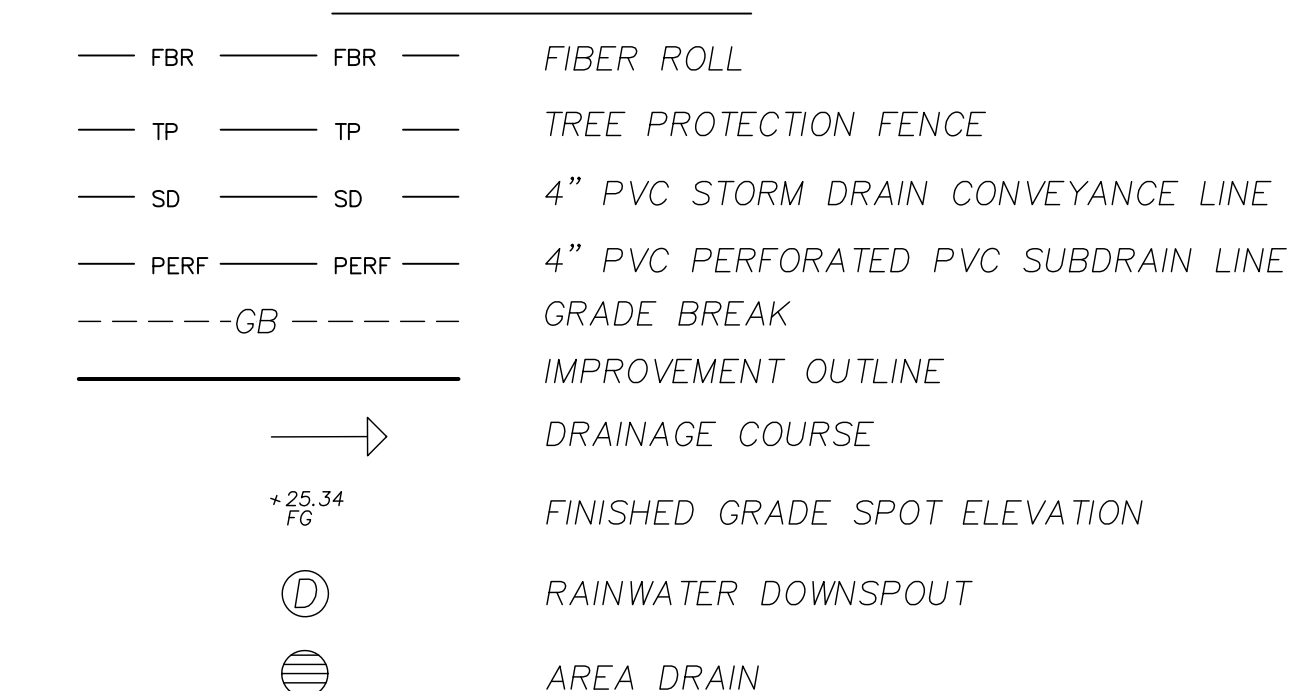 FBR FBR FIBER ROLL
TP TP TREE PROTECTION FENCE
SD SD 4” PVC STORM DRAIN CONVEYANCE LINE
PERF PERF 4” PVC PERFORATED PVC SUBDRAIN LINE
GB GRADE BREAK
IMPROVEMENT OUTLINE
DRAINAGE COURSE
+25.34
FG
FINISHED GRADE SPOT ELEVATION
D RAINWATER DOWNSPOUT
AREA DRAIN